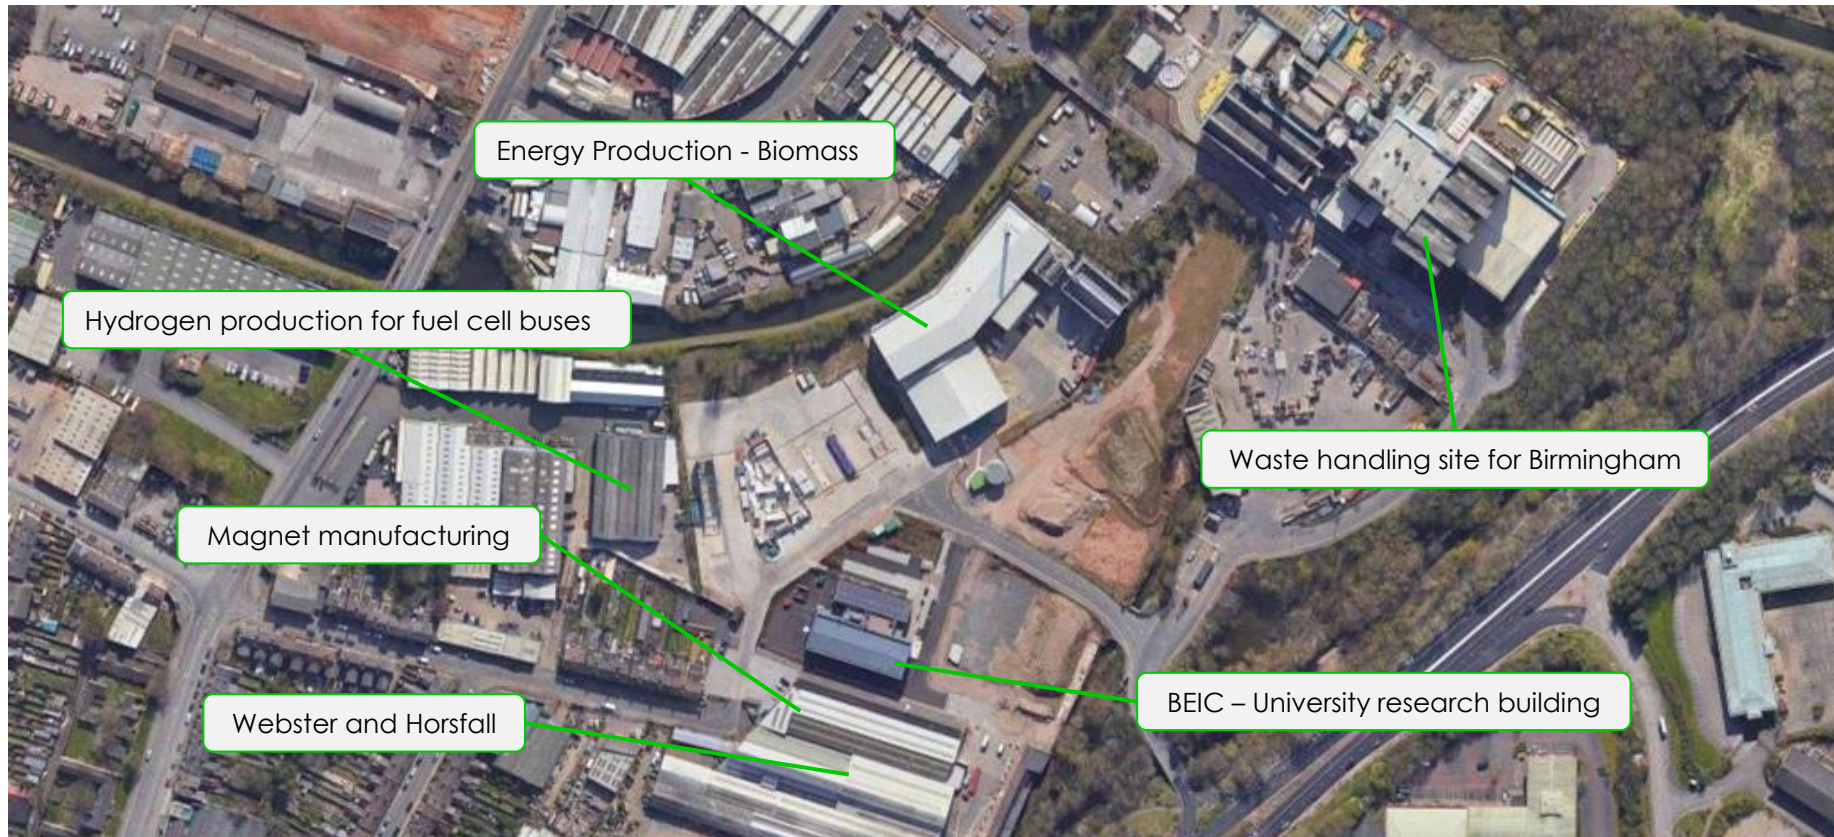 Energy Production - Biomass
Hydrogen production for fuel cell buses
Waste handling site for Birmingham
Magnet manufacturing
BEIC – University research building
Webster and Horsfall